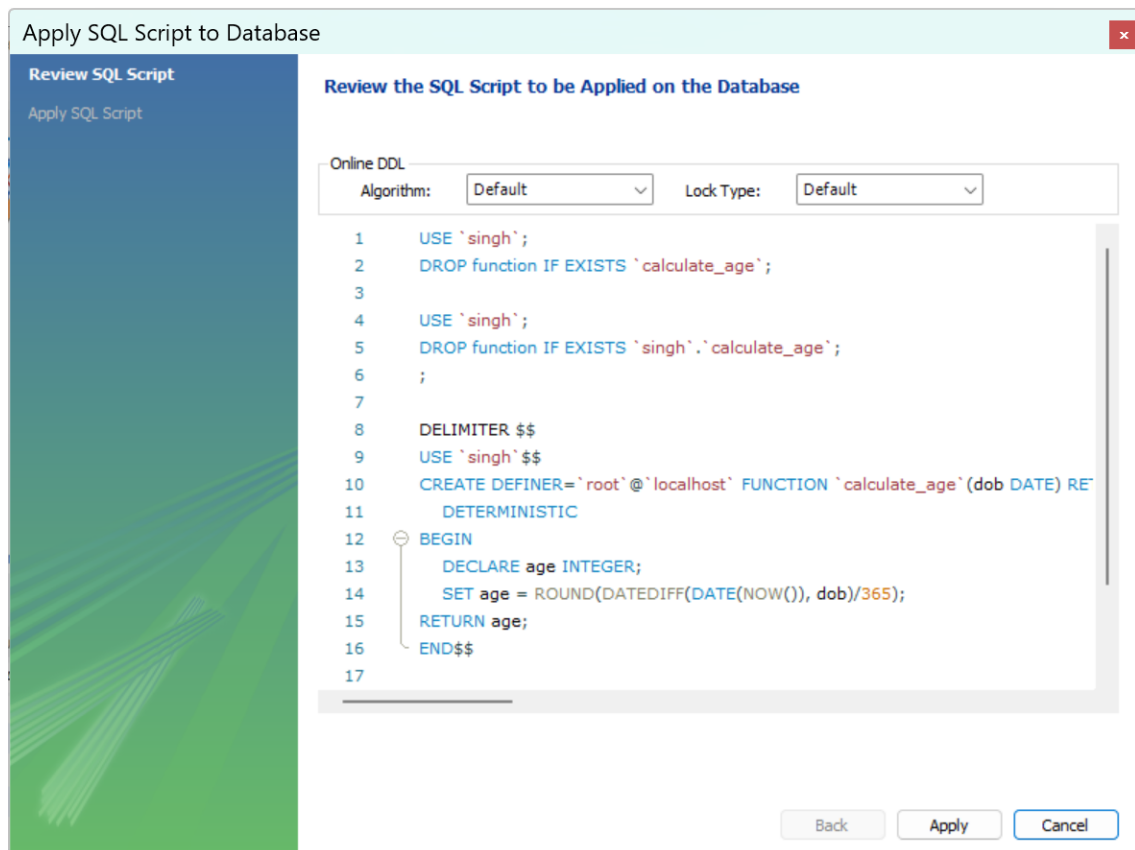 Apply SQL Script to Database
Review SQL Script
Apply SQL Script
Review the SQL Script to be Applied on the Database
Online DDL
Algorithm: Default Lock Type: Default
1 USE `singh`;
2 DROP function IF EXISTS `calculate_age`;
3
4 USE `singh`;
5 DROP function IF EXISTS `singh`.`calculate_age`;
6 ;
7
8 DELIMITER $$
9 USE `singh`$$
10 CREATE DEFINER=`root`@`localhost` FUNCTION `calculate_age`(dob DATE) RET
11 DETERMINISTIC
12 BEGIN
13 DECLARE age INTEGER;
14 SET age = ROUND(DATEDIFF(DATE(NOW()), dob)/365);
15 RETURN age;
16 END$$
17
Back Apply Cancel